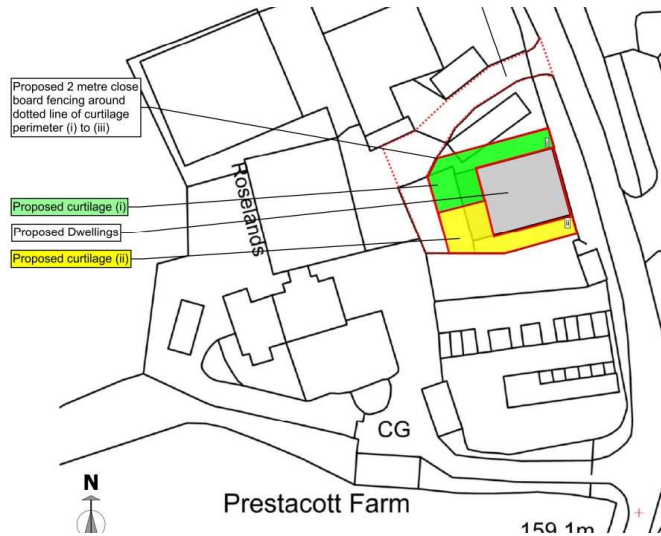 Proposed 2 metre close
board fencing around
dotted line of curtilage
perimeter (i) to (iii)
Roselands
Proposed curtilage (i)
Proposed Dwellings
Proposed curtilage (ii)
i
ii
CG
N
Prestacott Farm
159.1m